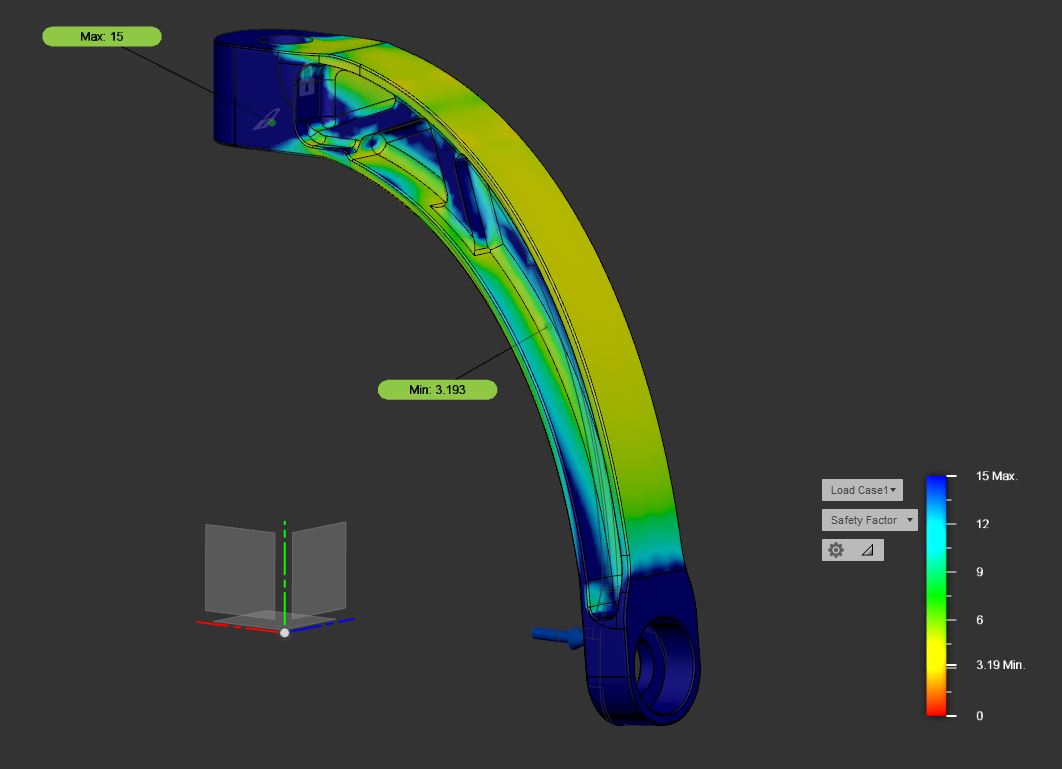 Max: 15
Min: 3.193
Load Case1
Safety Factor
15 Max.
12
9
6
3.19 Min.
0